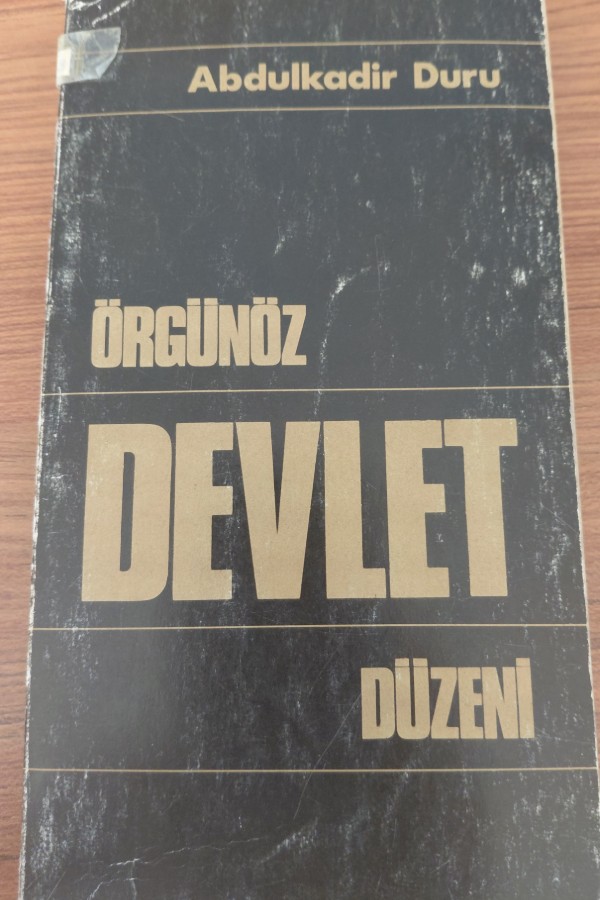 Abdulkadir Duru
ÖRGÜNÖZ
DEVLET
DÜZENİ